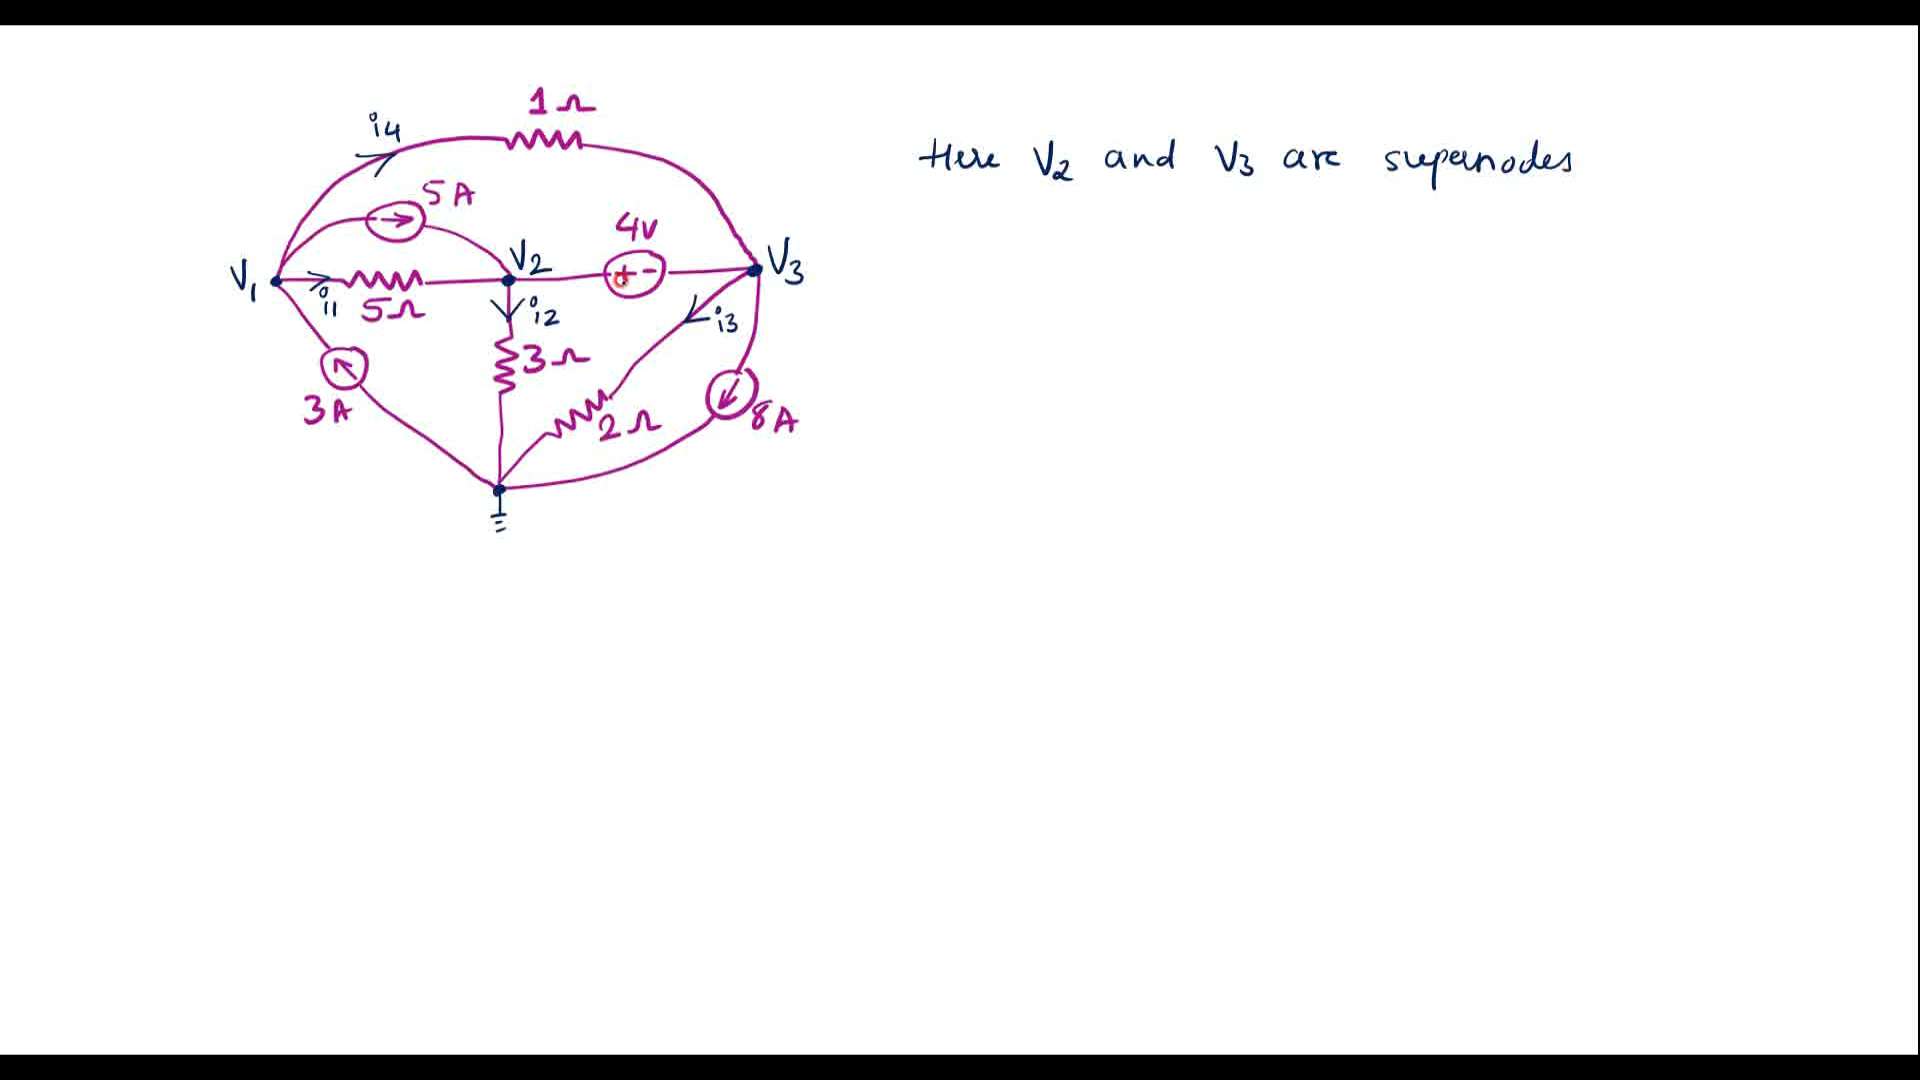 1Ω
i4
5A
4V
V2
V3
V1
i1
5Ω
i2
i3
3Ω
3A
2Ω
8A
+ -
Here V2 and V3 are supernodes